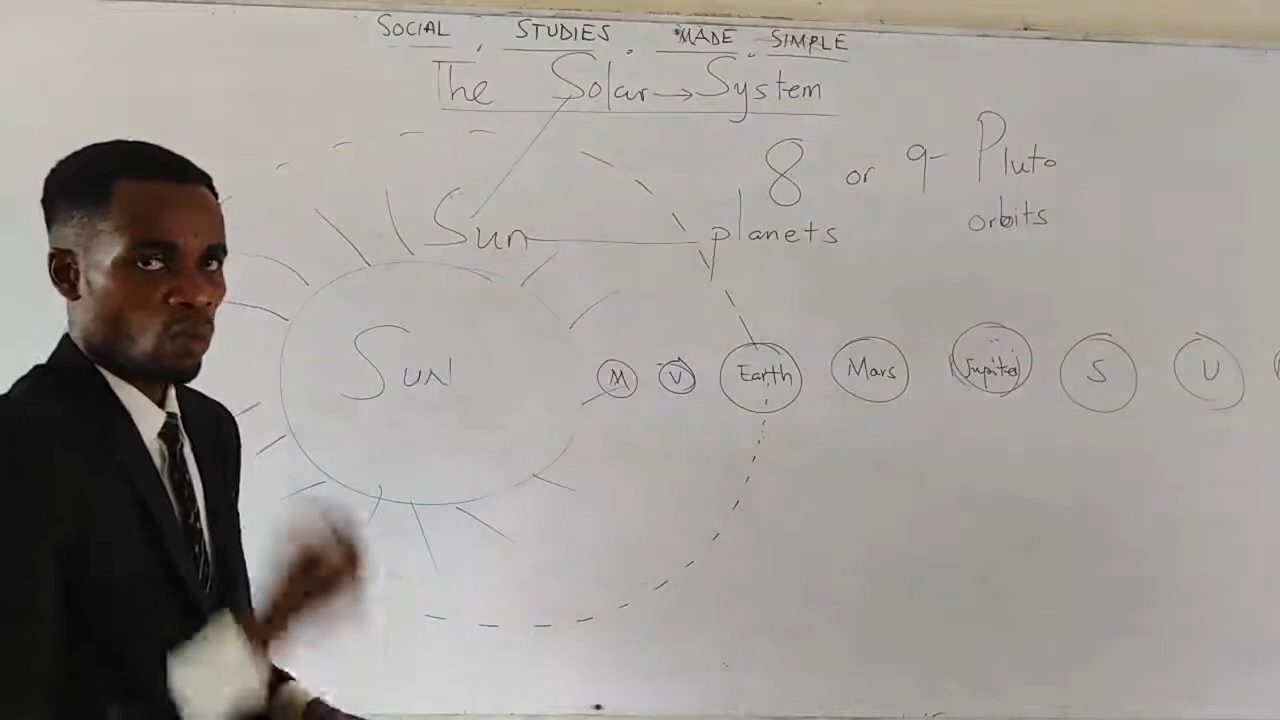 SOCIAL STUDIES MADE SIMPLE
The Solar → System
8 or 9 - Pluto
orbits
Sun planets
Sun
M V Earth Mars Jupiter S U